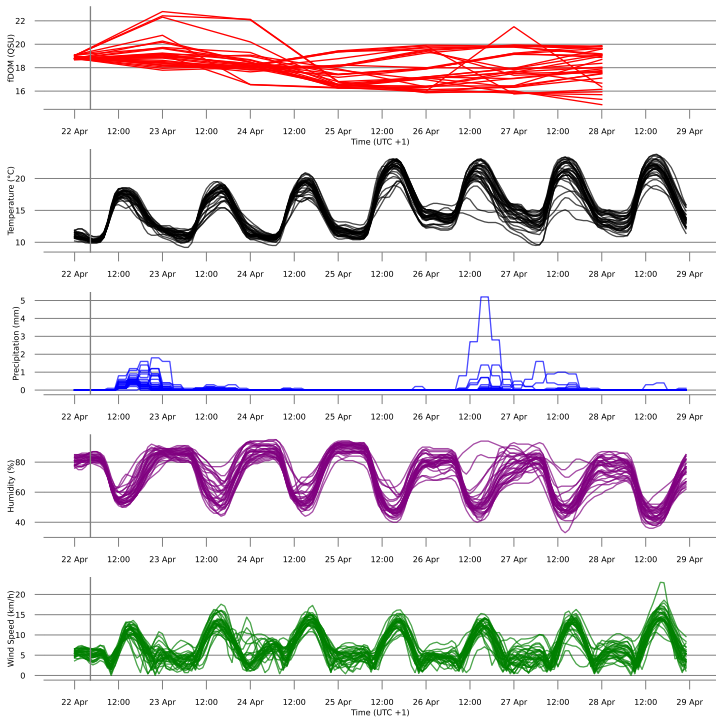 fDOM (QSU)
22
20
18
16
22 Apr 12:00 23 Apr 12:00 24 Apr 12:00 25 Apr 12:00 26 Apr 12:00 27 Apr 12:00 28 Apr 12:00 29 Apr
Time (UTC +1)
Temperature (°C)
20
15
10
22 Apr 12:00 23 Apr 12:00 24 Apr 12:00 25 Apr 12:00 26 Apr 12:00 27 Apr 12:00 28 Apr 12:00 29 Apr
Precipitation (mm)
5
4
3
2
1
0
22 Apr 12:00 23 Apr 12:00 24 Apr 12:00 25 Apr 12:00 26 Apr 12:00 27 Apr 12:00 28 Apr 12:00 29 Apr
Humidity (%)
80
60
40
22 Apr 12:00 23 Apr 12:00 24 Apr 12:00 25 Apr 12:00 26 Apr 12:00 27 Apr 12:00 28 Apr 12:00 29 Apr
Wind Speed (km/h)
20
15
10
5
0
22 Apr 12:00 23 Apr 12:00 24 Apr 12:00 25 Apr 12:00 26 Apr 12:00 27 Apr 12:00 28 Apr 12:00 29 Apr
Time (UTC +1)